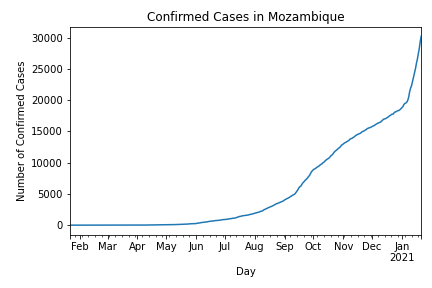 Confirmed Cases in Mozambique
Number of Confirmed Cases
30000
25000
20000
15000
10000
5000
0
Feb Mar Apr May Jun Jul Aug Sep Oct Nov Dec Jan
2021
Day